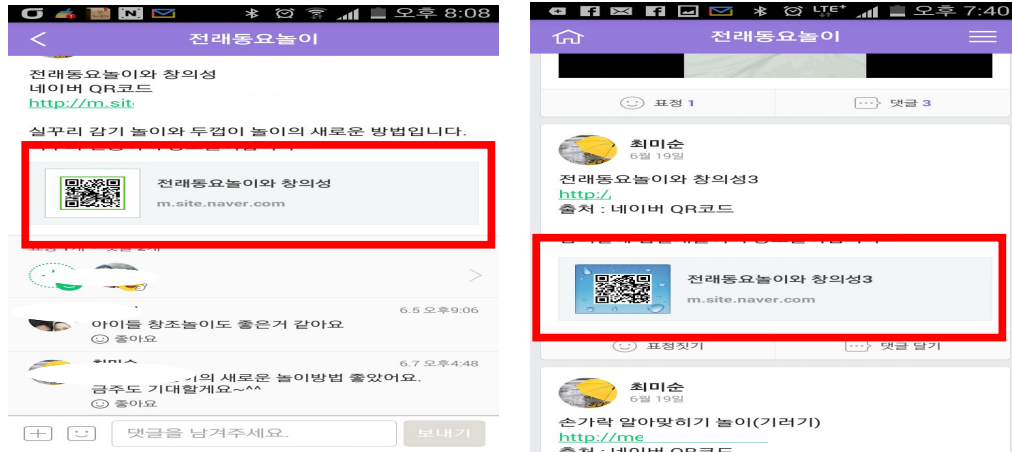 오후 8:08
전래동요놀이
전래동요놀이와 창의성
네이버 QR코드
http://m.sit
실꾸리 감기 놀이와 두껍이 놀이의 새로운 방법입니다.
전래동요놀이와 창의성
m.site.naver.com
6.5 오후9:06
아이들 창조놀이도 좋은거 같아요
좋아요
6.7 오후4:48
새로운 놀이방법 좋았어요.
금주도 기대할게요~^^
좋아요
댓글을 남겨주세요.
보내기
LTE+ 오후 7:40
전래동요놀이
표정 1
댓글 3
최미순
6월 19일
전래동요놀이와 창의성3
http:/
출처 : 네이버 QR코드
전래동요놀이와 창의성3
m.site.naver.com
표정짓기
댓글 달기
최미순
6월 19일
손가락 알아맞히기 놀이(기러기)
http://me
출처 : 네이버 QR코드